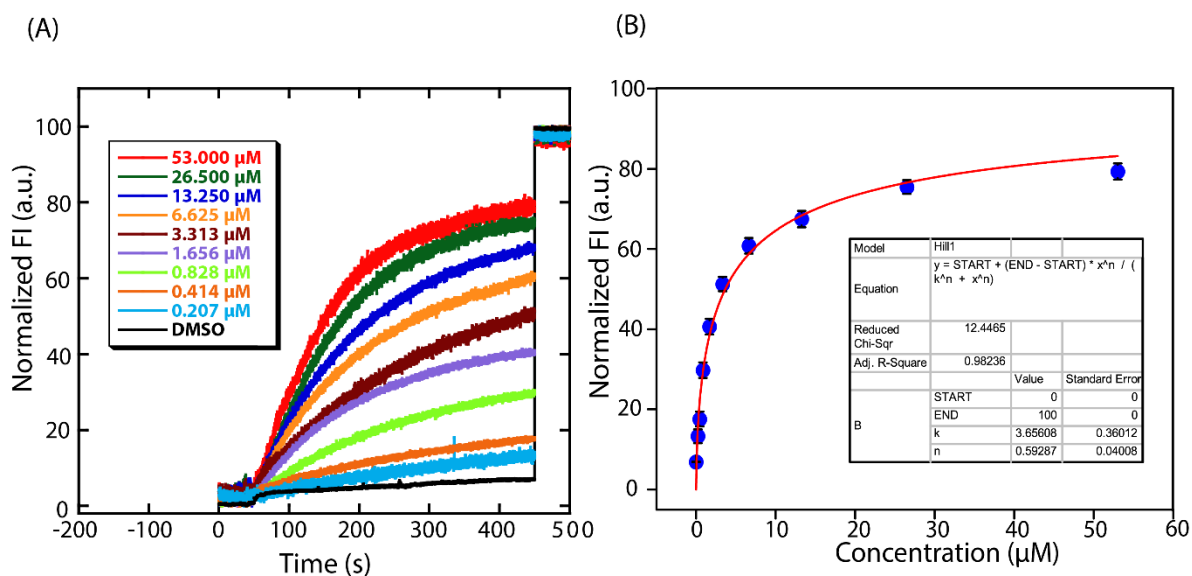 (A)
Normalized FI (a.u.)
100
80
60
40
20
0
53.000 μM
26.500 μM
13.250 μM
6.625 μM
3.313 μM
1.656 μM
0.828 μM
0.414 μM
0.207 μM
DMSO
-200 -100 0 100 200 300 400 500
Time (s)
(B)
Normalized FI (a.u.)
100
80
60
40
20
0
Model Hill1
Equation y = START + (END - START) * x^n / (
k^n + x^n)
Reduced
Chi-Sqr 12.4465
Adj. R-Square 0.98236
Value Standard Error
B START 0 0
END 100 0
k 3.65608 0.36012
n 0.59287 0.04008
0 10 20 30 40 50 60
Concentration (μM)